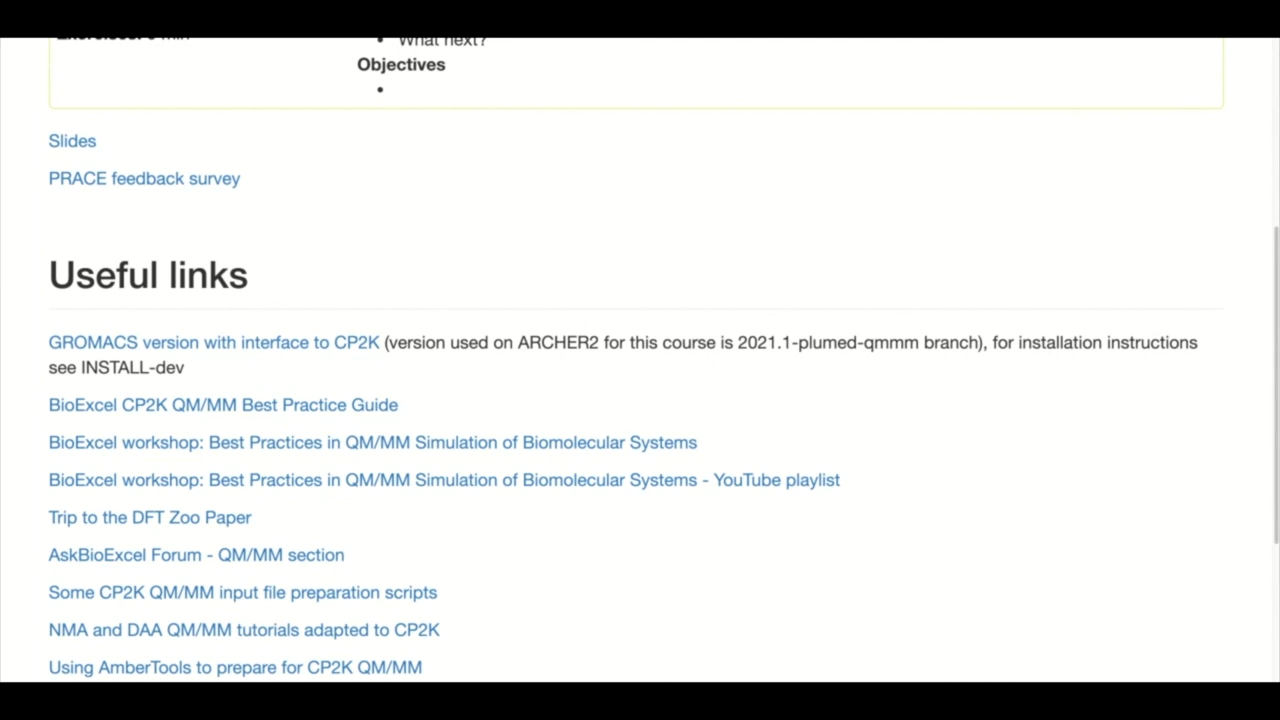 What next?
Objectives
Slides
PRACE feedback survey
Useful links
GROMACS version with interface to CP2K (version used on ARCHER2 for this course is 2021.1-plumed-qmmm branch), for installation instructions
see INSTALL-dev
BioExcel CP2K QM/MM Best Practice Guide
BioExcel workshop: Best Practices in QM/MM Simulation of Biomolecular Systems
BioExcel workshop: Best Practices in QM/MM Simulation of Biomolecular Systems - YouTube playlist
Trip to the DFT Zoo Paper
AskBioExcel Forum - QM/MM section
Some CP2K QM/MM input file preparation scripts
NMA and DAA QM/MM tutorials adapted to CP2K
Using AmberTools to prepare for CP2K QM/MM